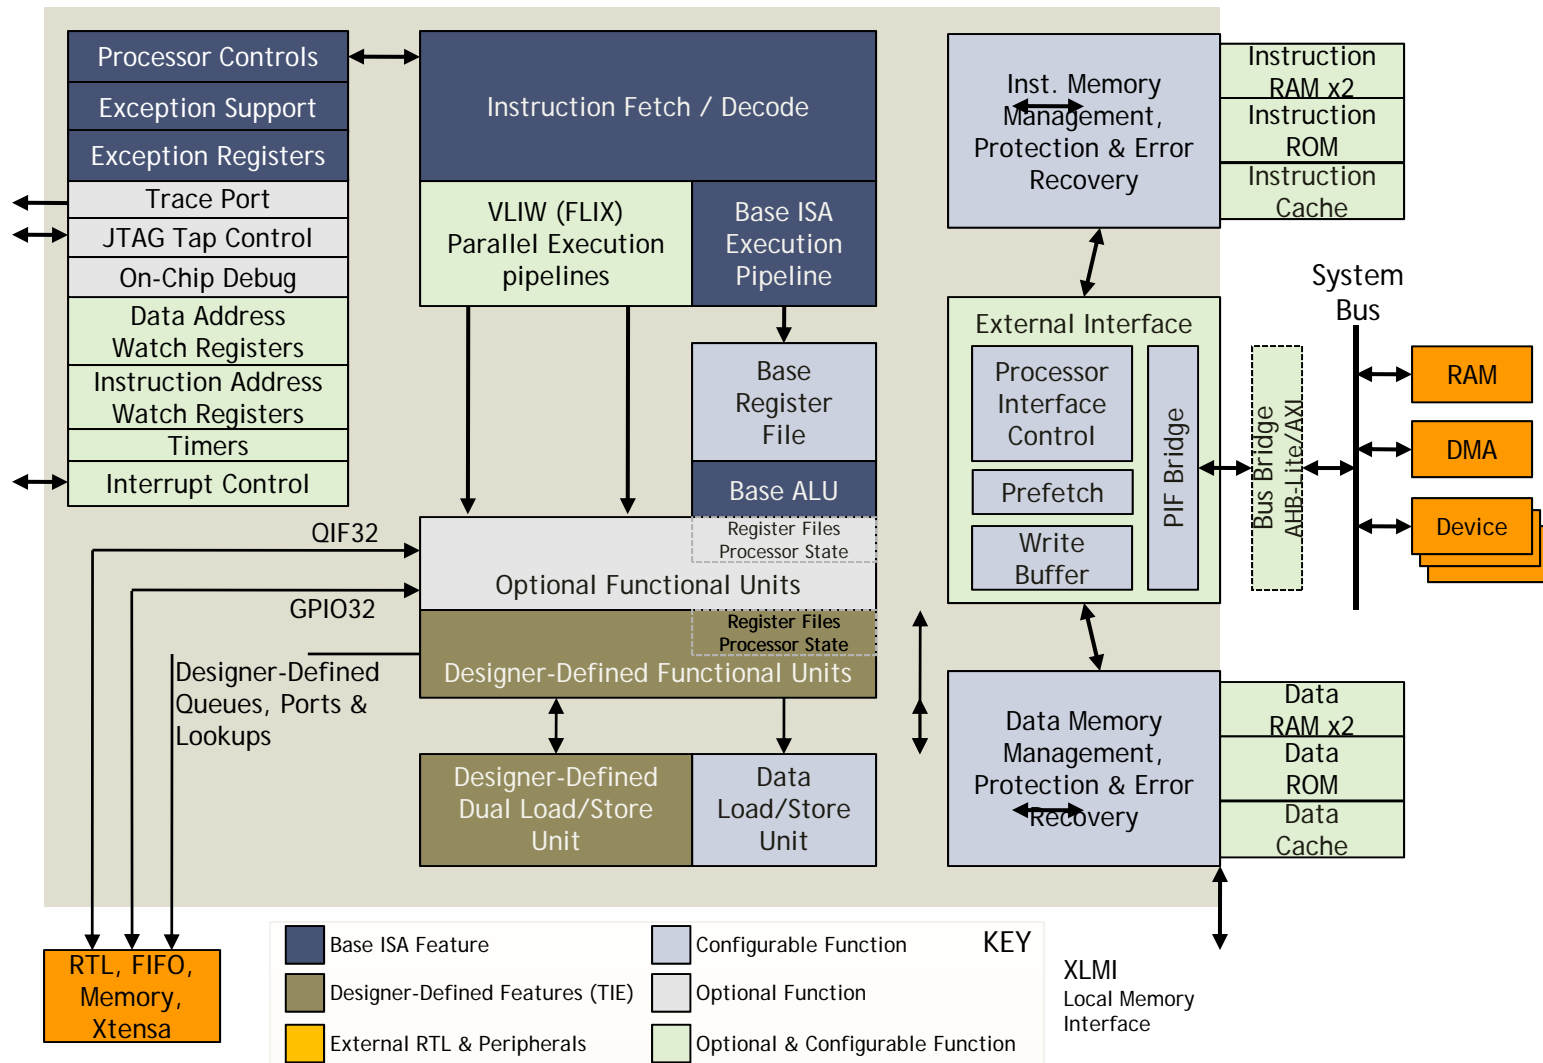 Processor Controls
Exception Support
Exception Registers
Trace Port
JTAG Tap Control
On-Chip Debug
Data Address
Watch Registers
Instruction Address
Watch Registers
Timers
Interrupt Control
Instruction Fetch / Decode
VLIW (FLIX)
Parallel Execution
pipelines
Base ISA
Execution
Pipeline
Base
Register
File
Base ALU
Register Files
Processor State
Optional Functional Units
Register Files
Processor State
Designer-Defined Functional Units
Designer-Defined
Dual Load/Store
Unit
Data
Load/Store
Unit
QIF32
GPIO32
Designer-Defined
Queues, Ports &
Lookups
RTL, FIFO,
Memory,
Xtensa
Inst. Memory
Management,
Protection & Error
Recovery
Instruction
RAM x2
Instruction
ROM
Instruction
Cache
External Interface
Processor
Interface
Control
Prefetch
Write
Buffer
PIF Bridge
Bus Bridge
AHB-Lite/AXI
System
Bus
RAM
DMA
Device
Data Memory
Management,
Protection & Error
Recovery
Data
RAM x2
Data
ROM
Data
Cache
XLMI
Local Memory
Interface
KEY
Base ISA Feature
Configurable Function
Designer-Defined Features (TIE)
Optional Function
External RTL & Peripherals
Optional & Configurable Function